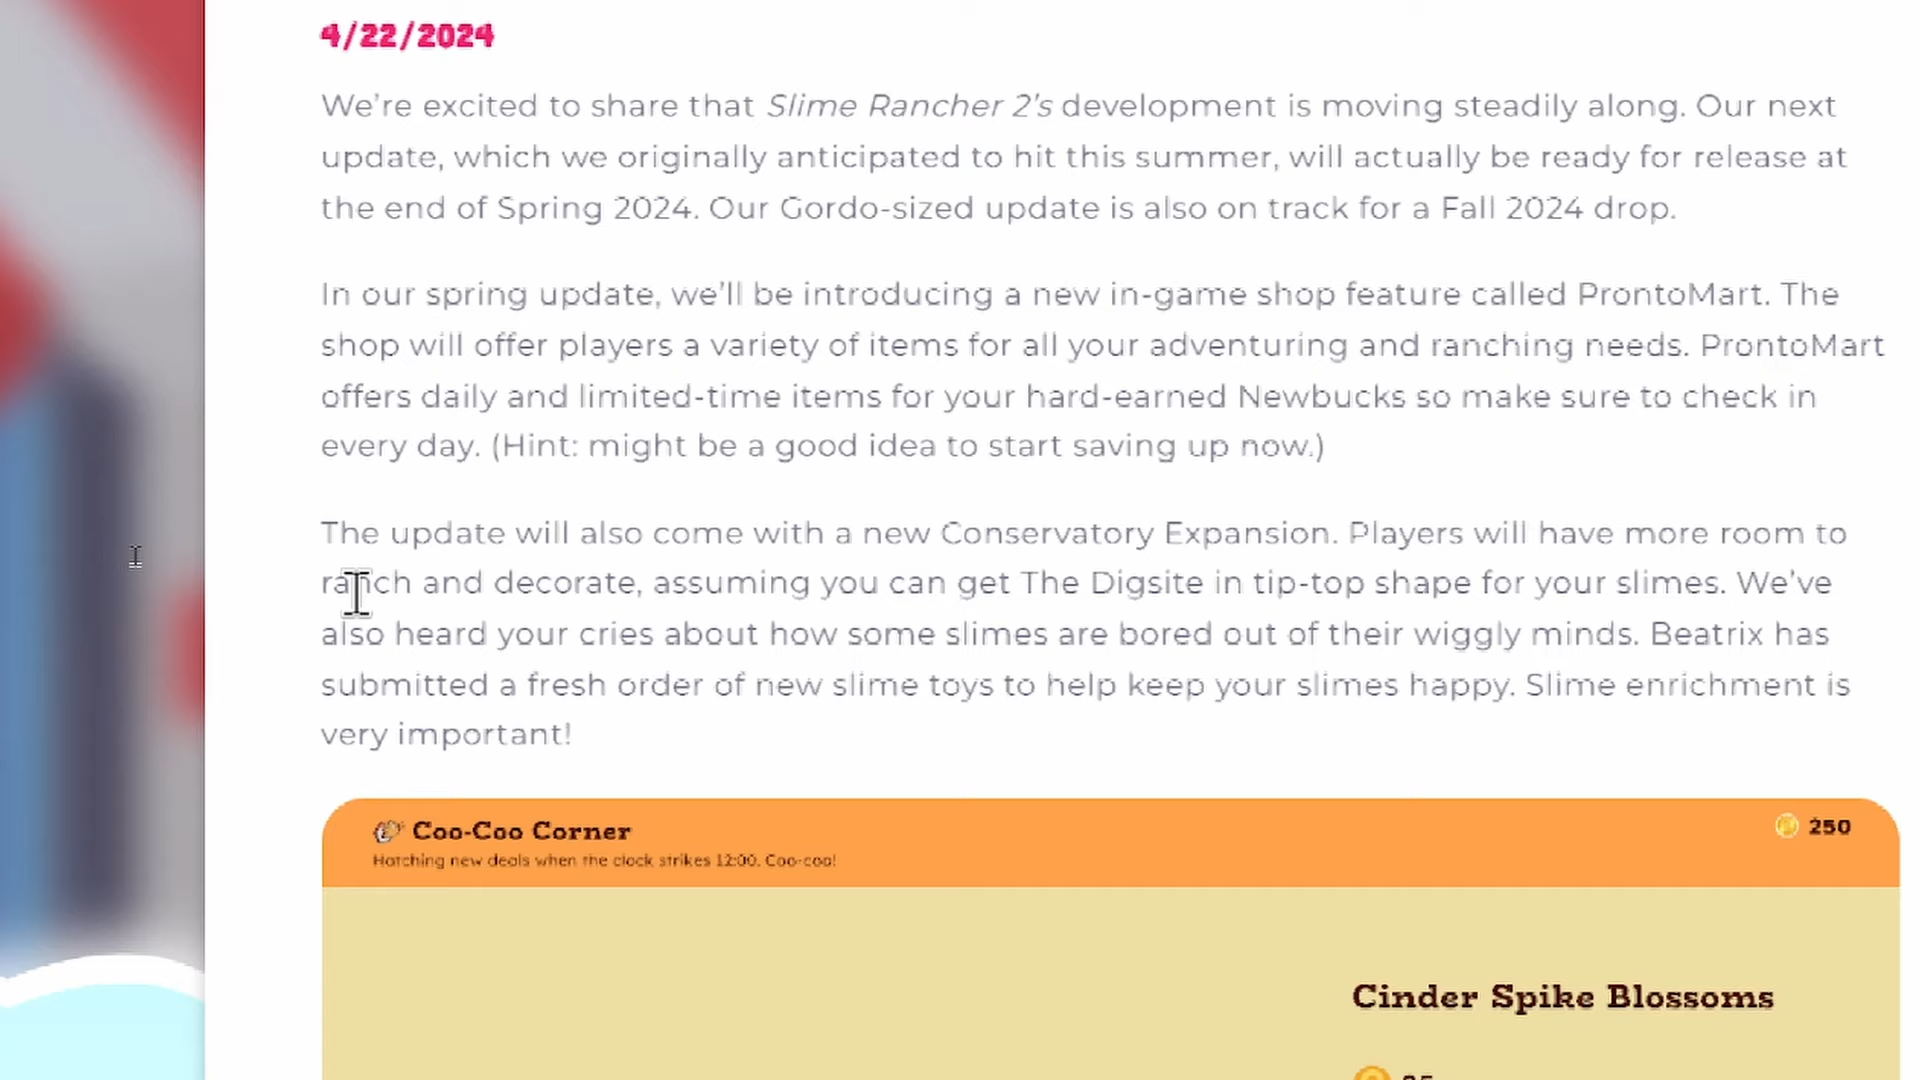 4/22/2024
We're excited to share that Slime Rancher 2's development is moving steadily along. Our next
update, which we originally anticipated to hit this summer, will actually be ready for release at
the end of Spring 2024. Our Gordo-sized update is also on track for a Fall 2024 drop.
In our spring update, we'll be introducing a new in-game shop feature called ProntoMart. The
shop will offer players a variety of items for all your adventuring and ranching needs. ProntoMart
offers daily and limited-time items for your hard-earned Newbucks so make sure to check in
every day. (Hint: might be a good idea to start saving up now.)
The update will also come with a new Conservatory Expansion. Players will have more room to
ranch and decorate, assuming you can get The Digsite in tip-top shape for your slimes. We've
also heard your cries about how some slimes are bored out of their wiggly minds. Beatrix has
submitted a fresh order of new slime toys to help keep your slimes happy. Slime enrichment is
very important!
Coo-Coo Corner
250
Hatching new deals when the clock strikes 12:00. Coo-coo!
Cinder Spike Blossoms